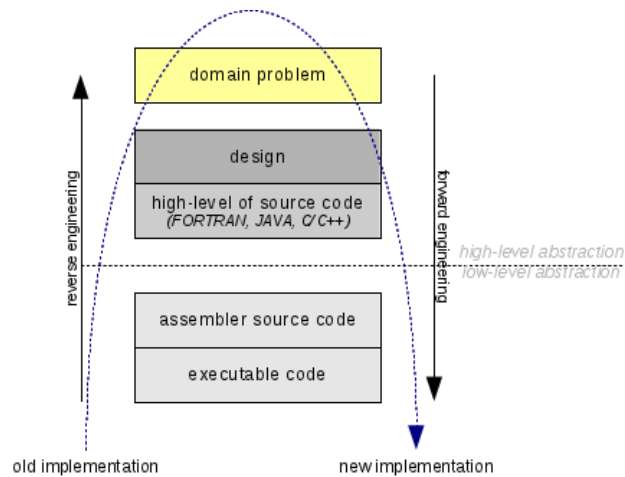 domain problem
design
high-level of source code
(FORTRAN, JAVA, C/C++)
reverse engineering
forward engineering
high-level abstraction
low-level abstraction
assembler source code
executable code
old implementation
new implementation